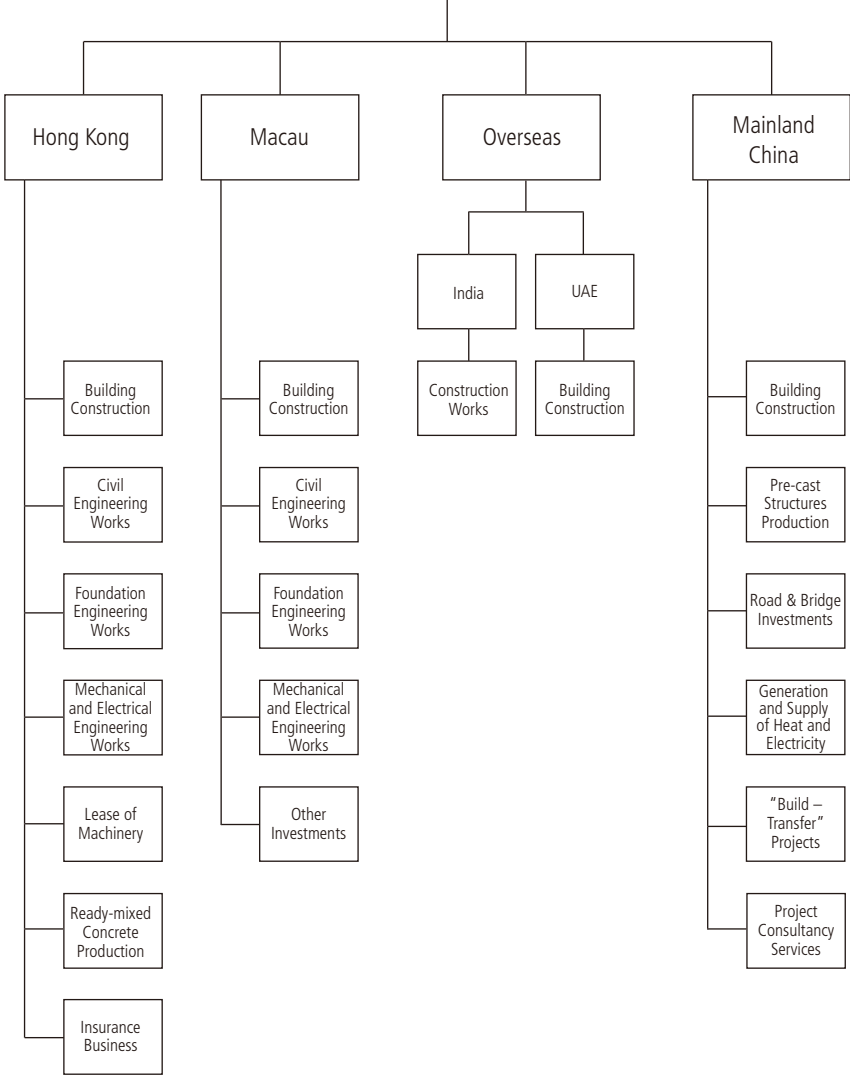 Hong Kong
Macau
Overseas
Mainland
China
India
UAE
Building
Construction
Civil
Engineering
Works
Foundation
Engineering
Works
Mechanical
and Electrical
Engineering
Works
Lease of
Machinery
Ready-mixed
Concrete
Production
Insurance
Business
Building
Construction
Civil
Engineering
Works
Foundation
Engineering
Works
Mechanical
and Electrical
Engineering
Works
Other
Investments
Construction
Works
Building
Construction
Building
Construction
Pre-cast
Structures
Production
Road & Bridge
Investments
Generation
and Supply
of Heat and
Electricity
"Build –
Transfer"
Projects
Project
Consultancy
Services